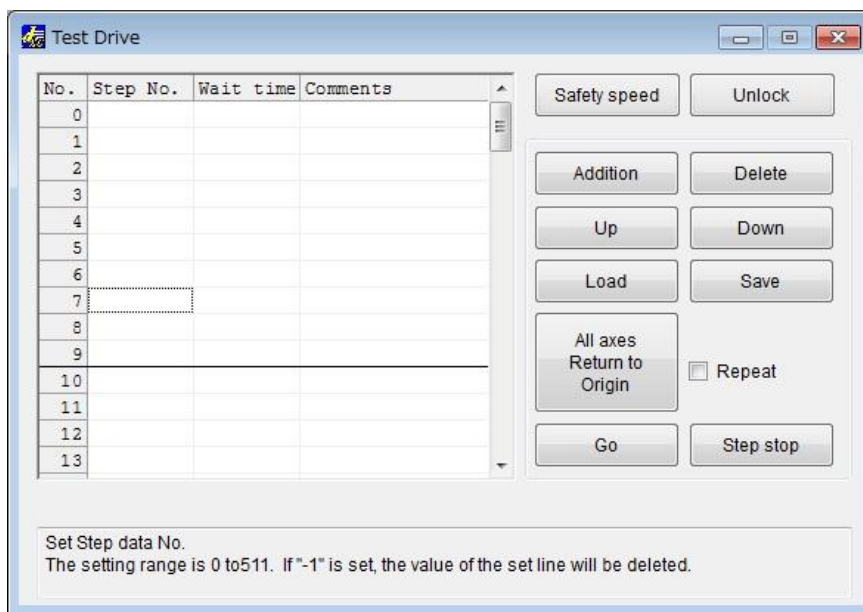 Test Drive
No. Step No. Wait time Comments
0
1
2
3
4
5
6
7
8
9
10
11
12
13
Safety speed Unlock
Addition Delete
Up Down
Load Save
All axes
Return to
Origin
Repeat
Go Step stop
Set Step data No.
The setting range is 0 to511. If "-1" is set, the value of the set line will be deleted.